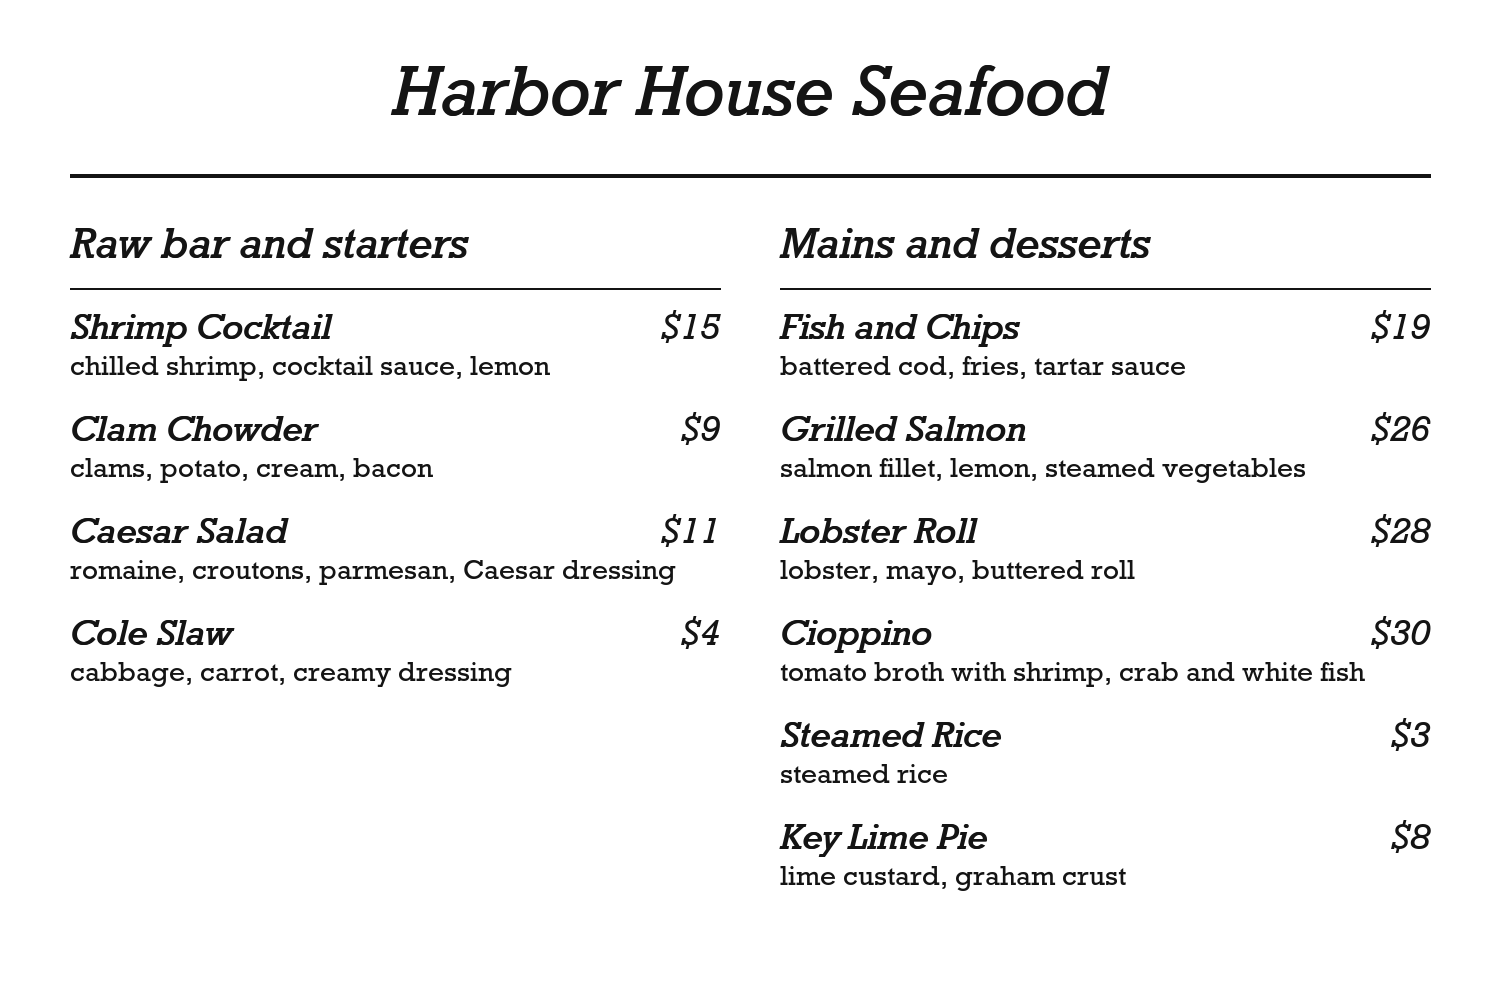 Harbor House Seafood
Raw bar and starters
Shrimp Cocktail $15
chilled shrimp, cocktail sauce, lemon
Clam Chowder $9
clams, potato, cream, bacon
Caesar Salad $11
romaine, croutons, parmesan, Caesar dressing
Cole Slaw $4
cabbage, carrot, creamy dressing
Mains and desserts
Fish and Chips $19
battered cod, fries, tartar sauce
Grilled Salmon $26
salmon fillet, lemon, steamed vegetables
Lobster Roll $28
lobster, mayo, buttered roll
Cioppino $30
tomato broth with shrimp, crab and white fish
Steamed Rice $3
steamed rice
Key Lime Pie $8
lime custard, graham crust